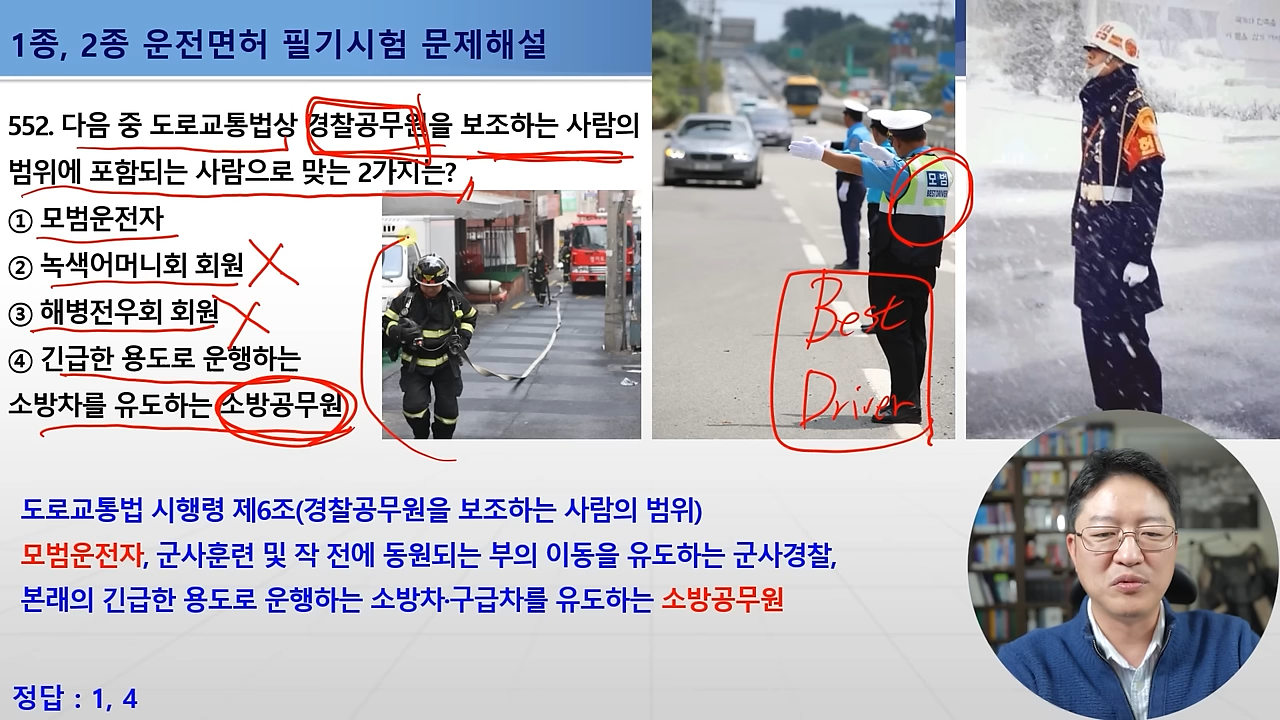 1종, 2종 운전면허 필기시험 문제해설
552. 다음 중 도로교통법상 경찰공무원을 보조하는 사람의
범위에 포함되는 사람으로 맞는 2가지는?
① 모범운전자
② 녹색어머니회 회원
③ 해병전우회 회원
④ 긴급한 용도로 운행하는
소방차를 유도하는 소방공무원
모범
BEST DRIVER
Best
Driver
도로교통법 시행령 제6조(경찰공무원을 보조하는 사람의 범위)
모범운전자, 군사훈련 및 작 전에 동원되는 부의 이동을 유도하는 군사경찰,
본래의 긴급한 용도로 운행하는 소방차·구급차를 유도하는 소방공무원
정답 : 1, 4